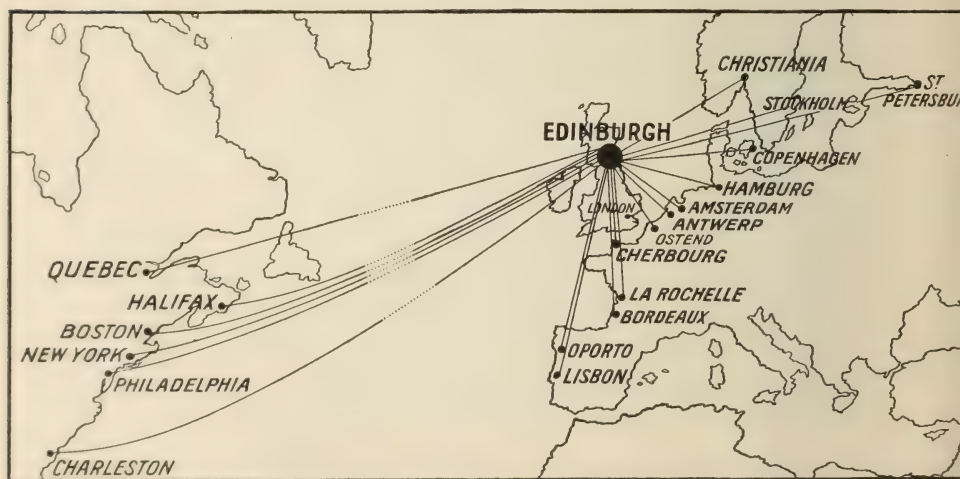 CHRISTIANIA
ST.
STOCKHOLM
PETERSBUR
EDINBURGH
COPENHAGEN
HAMBURG
LONDON
AMSTERDAM
ANTWERP
OSTEND
CHERBOURG
QUEBEC
HALIFAX
LA ROCHELLE
BORDEAUX
BOSTON
NEW YORK
OPORTO
PHILADELPHIA
LISBON
CHARLESTON